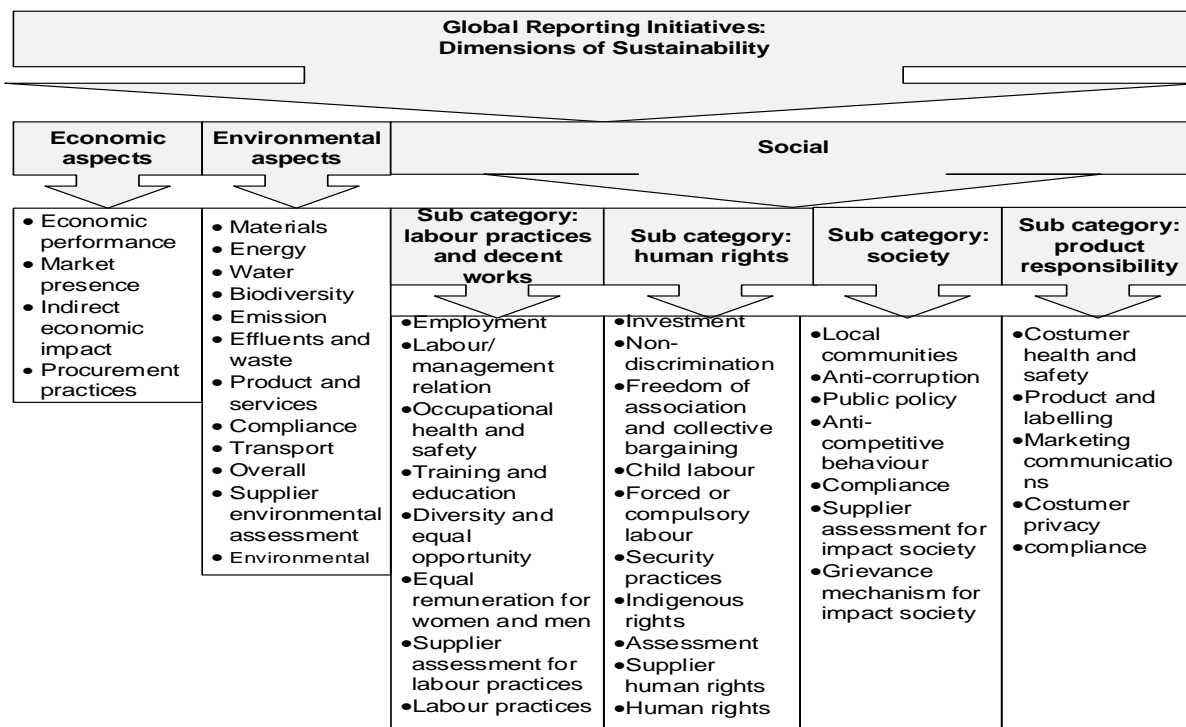 Global Reporting Initiatives:
Dimensions of Sustainability
Economic
aspects
Environmental
aspects
Social
• Economic
performance
• Market
presence
• Indirect
economic
impact
• Procurement
practices
• Materials
• Energy
• Water
• Biodiversity
• Emission
• Effluents and
waste
• Product and
services
• Compliance
• Transport
• Overall
• Supplier
environmental
assessment
• Environmental
Sub category:
labour practices
and decent
works
•Employment
•Labour/
management
relation
•Occupational
health and
safety
•Training and
education
•Diversity and
equal
opportunity
•Equal
remuneration for
women and men
•Supplier
assessment for
labour practices
•Labour practices
Sub category:
human rights
•Investment
•Non-
discrimination
•Freedom of
association
and collective
bargaining
•Child labour
•Forced or
compulsory
labour
•Security
practices
•Indigenous
rights
•Assessment
•Supplier
human rights
•Human rights
Sub category:
society
•Local
communities
•Anti-corruption
•Public policy
•Anti-
competitive
behaviour
•Compliance
•Supplier
assessment for
impact society
•Grievance
mechanism for
impact society
Sub category:
product
responsibility
•Costumer
health and
safety
•Product and
labelling
•Marketing
communicatio
ns
•Costumer
privacy
•compliance